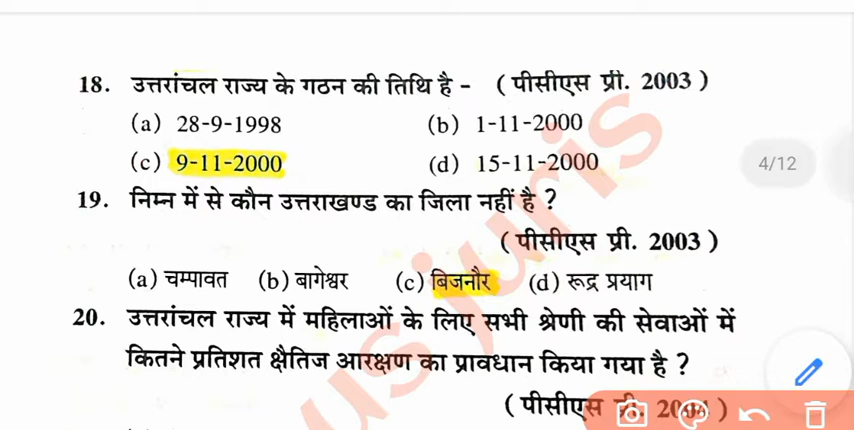 18. उत्तरांचल राज्य के गठन की तिथि है - ( पीसीएस प्री. 2003 )
(a) 28-9-1998 (b) 1-11-2000
(c) 9-11-2000 (d) 15-11-2000
4/12
19. निम्न में से कौन उत्तराखण्ड का जिला नहीं है ?
( पीसीएस प्री. 2003 )
(a) चम्पावत (b) बागेश्वर (c) बिजनौर (d) रूद्र प्रयाग
20. उत्तरांचल राज्य में महिलाओं के लिए सभी श्रेणी की सेवाओं में
कितने प्रतिशत क्षैतिज आरक्षण का प्रावधान किया गया है ?
( पीसीएस प्री. )
us juris